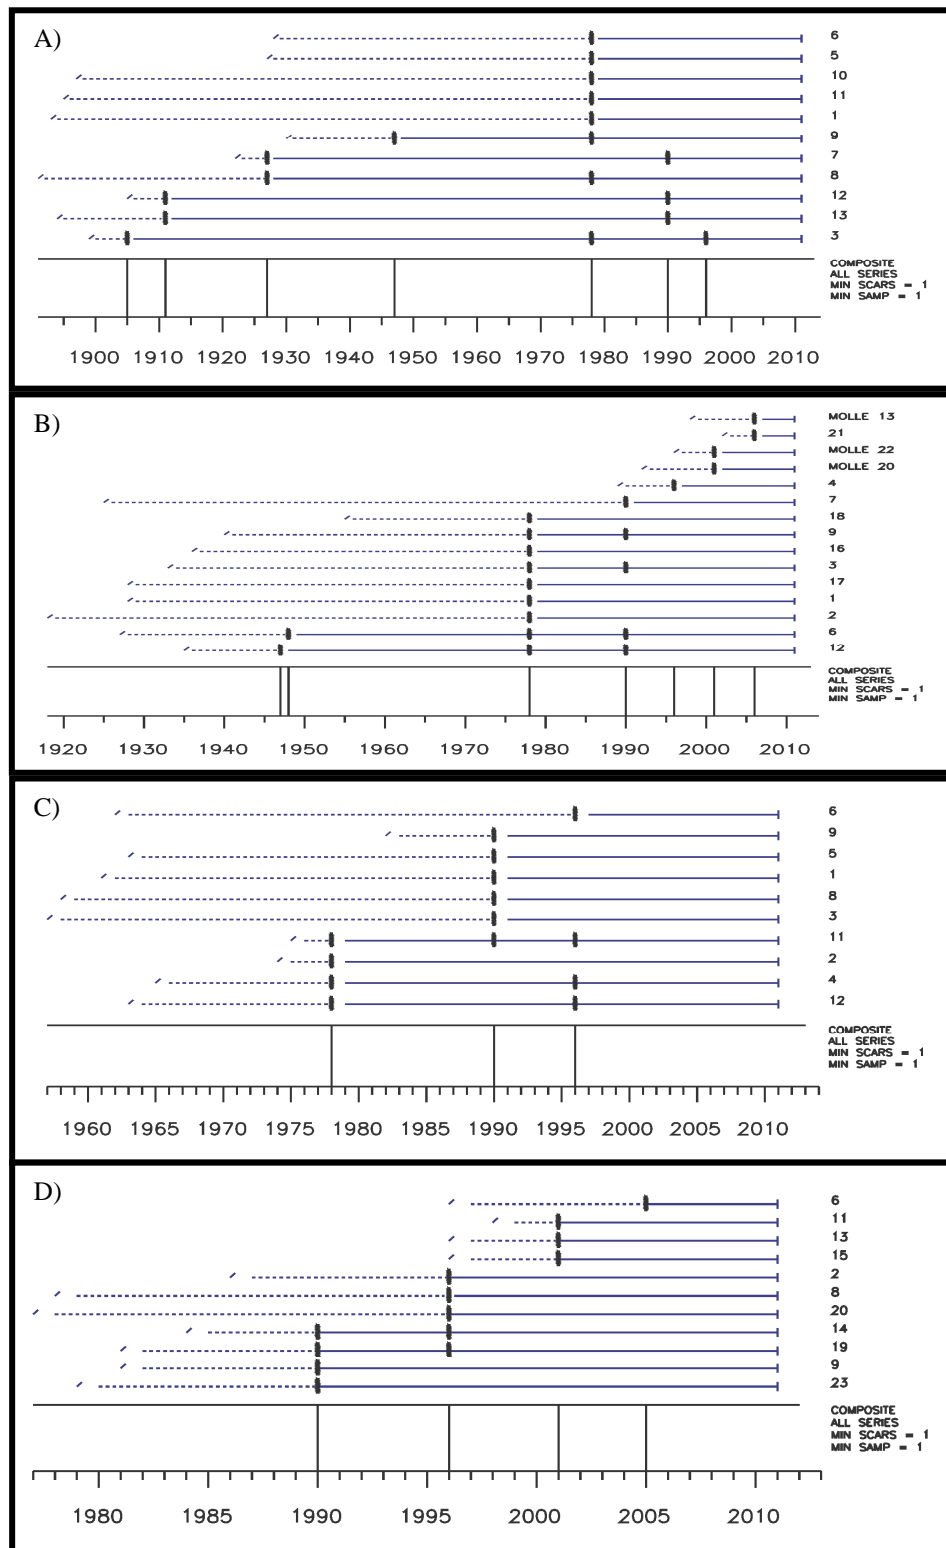 A)
6
5
10
11
1
9
7
8
12
13
3
COMPOSITE
ALL SERIES
MIN SCARS = 1
MIN SAMP = 1
1900 1910 1920 1930 1940 1950 1960 1970 1980 1990 2000 2010
B)
MOLLE 13
21
MOLLE 22
MOLLE 20
4
7
18
9
16
3
17
1
2
6
12
COMPOSITE
ALL SERIES
MIN SCARS = 1
MIN SAMP = 1
1920 1930 1940 1950 1960 1970 1980 1990 2000 2010
C)
6
9
5
1
8
3
11
2
4
12
COMPOSITE
ALL SERIES
MIN SCARS = 1
MIN SAMP = 1
1960 1965 1970 1975 1980 1985 1990 1995 2000 2005 2010
D)
6
11
13
15
2
8
20
14
19
9
23
COMPOSITE
ALL SERIES
MIN SCARS = 1
MIN SAMP = 1
1980 1985 1990 1995 2000 2005 2010